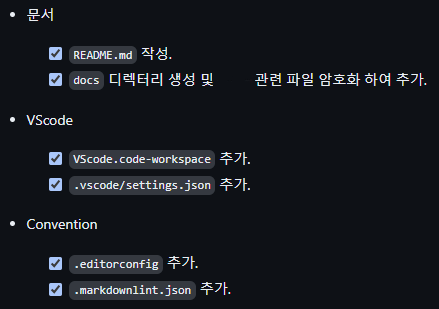 문서
README.md 작성.
docs 디렉터리 생성 및 관련 파일 암호화 하여 추가.
VScode
VScode.code-workspace 추가.
.vscode/settings.json 추가.
Convention
.editorconfig 추가.
.markdownlint.json 추가.